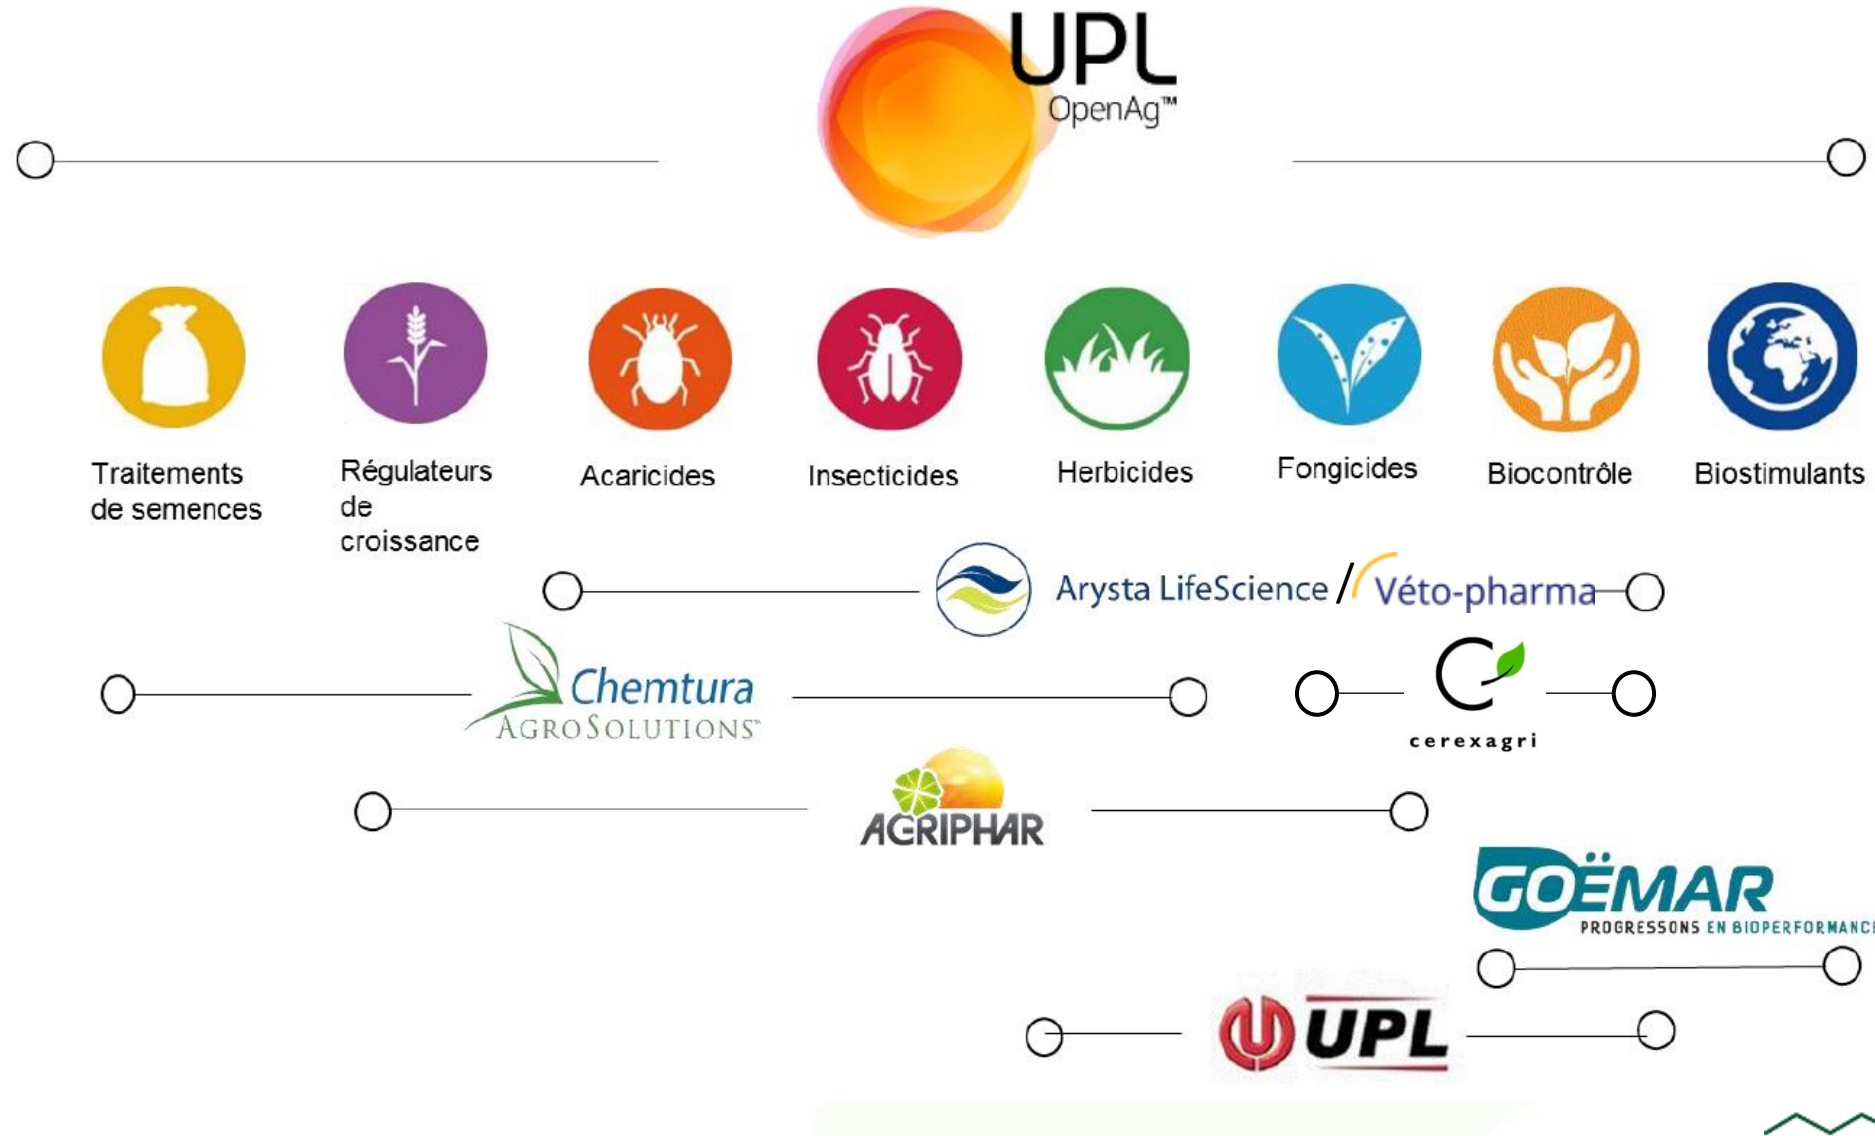 UPL
OpenAg™
Traitements
de semences
Régulateurs
de
croissance
Acaricides
Insecticides
Herbicides
Fongicides
Biocontrôle
Biostimulants
Arysta LifeScience / Véto-pharma
Chemtura
AGROSOLUTIONS™
cerexagri
AGRIPHAR
GOËMAR
PROGRESSONS EN BIOPERFORMANCE
UPL